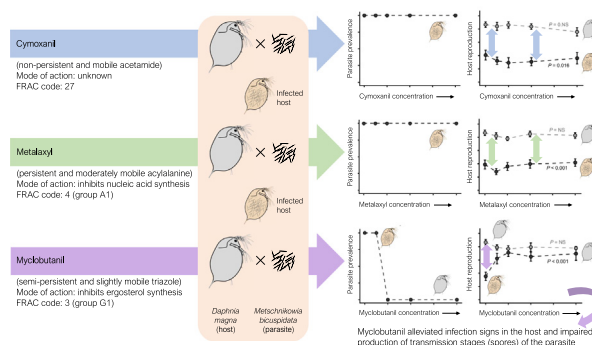 Cymoxanil
(non-persistent and mobile acetamide)
Mode of action: unknown
FRAC code: 27
Infected
host
Parasite prevalence
Cymoxanil concentration
Host reproduction
P = NS
P = 0.016
Cymoxanil concentration
Metalaxyl
(persistent and moderately mobile acylalanine)
Mode of action: inhibits nucleic acid synthesis
FRAC code: 4 (group A1)
Infected
host
Parasite prevalence
Metalaxyl concentration
Host reproduction
P = NS
P < 0.001
Metalaxyl concentration
Myclobutanil
(semi-persistent and slightly mobile triazole)
Mode of action: inhibits ergosterol synthesis
FRAC code: 3 (group G1)
Parasite prevalence
Myclobutanil concentration
Host reproduction
P = NS
P < 0.001
Myclobutanil concentration
Daphnia
magna
(host)
Metschnikowia
bicuspidata
(parasite)
Myclobutanil alleviated infection signs in the host and impaired
production of transmission stages (spores) of the parasite